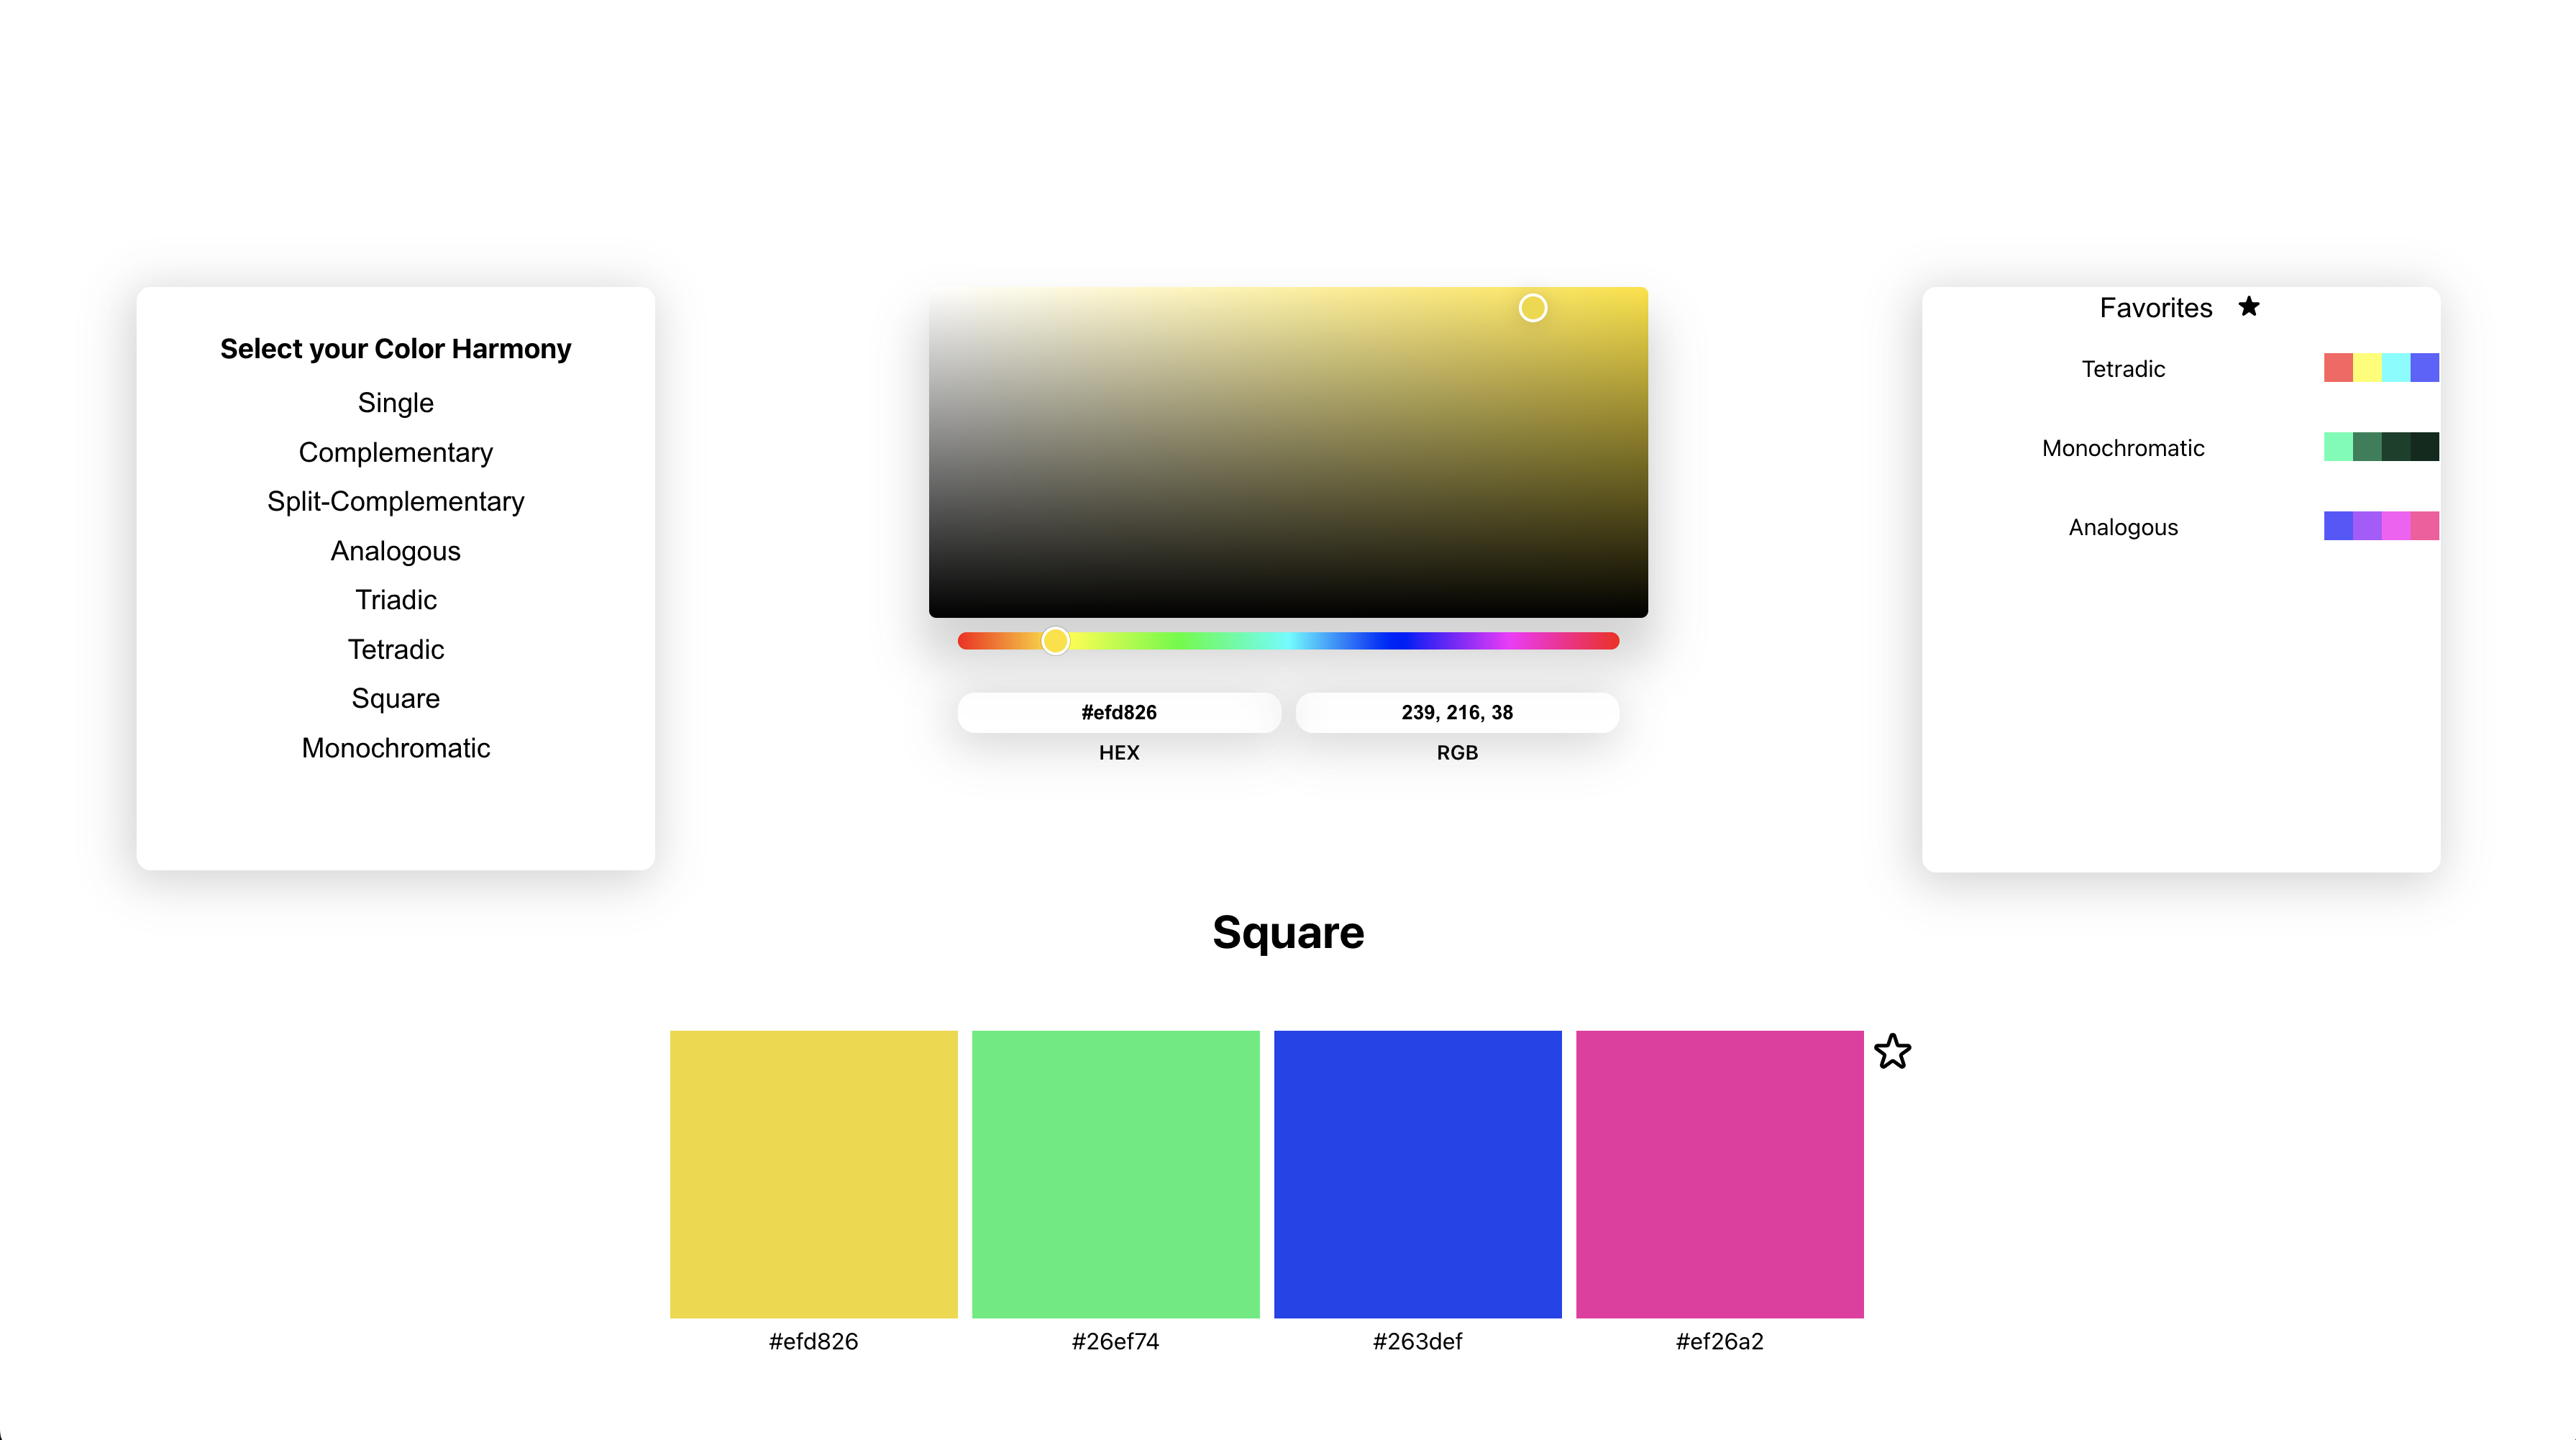 Select your Color Harmony
Single
Complementary
Split-Complementary
Analogous
Triadic
Tetradic
Square
Monochromatic
#efd826
239, 216, 38
HEX
RGB
Favorites
Tetradic
Monochromatic
Analogous
Square
#efd826
#26ef74
#263def
#ef26a2